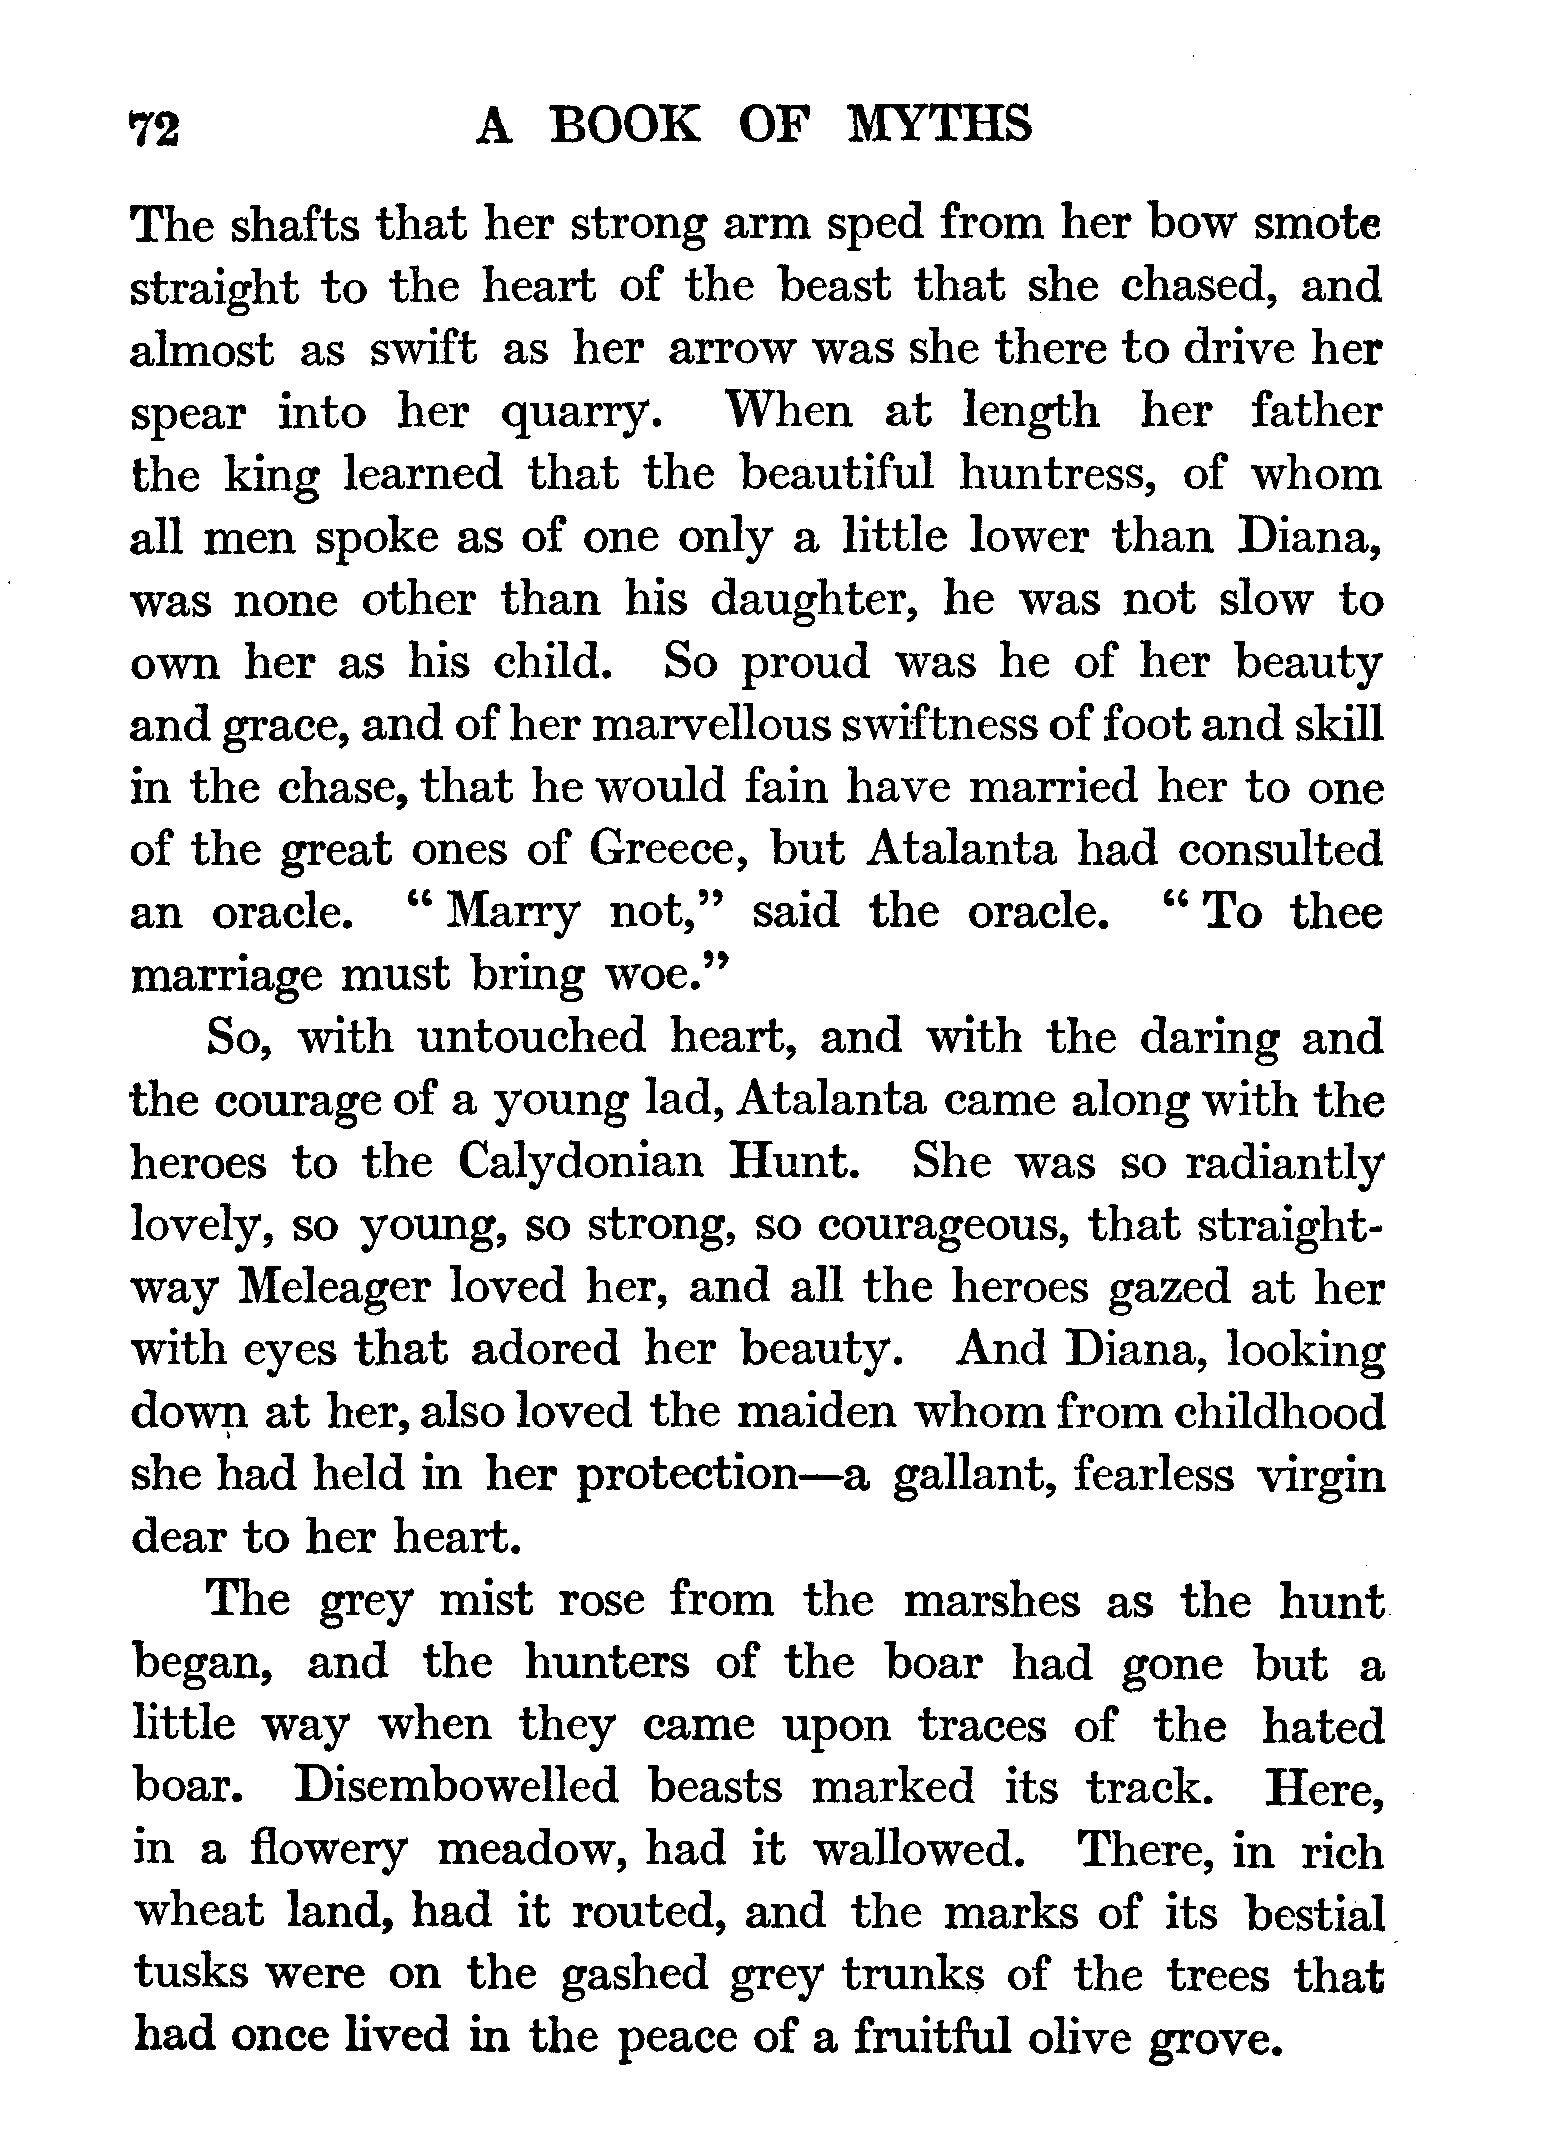 72 A BOOK OF MYTHS
The shafts that her strong arm sped from her bow smote
straight to the heart of the beast that she chased, and
almost as swift as her arrow was she there to drive her
spear into her quarry. When at length her father
the king learned that the beautiful huntress, of whom
all men spoke as of one only a little lower than Diana,
was none other than his daughter, he was not slow to
own her as his child. So proud was he of her beauty
and grace, and of her marvellous swiftness of foot and skill
in the chase, that he would fain have married her to one
of the great ones of Greece, but Atalanta had consulted
an oracle. “ Marry not,” said the oracle. “ To thee
marriage must bring woe.”
So, with untouched heart, and with the daring and
the courage of a young lad, Atalanta came along with the
heroes to the Calydonian Hunt. She was so radiantly
lovely, so young, so strong, so courageous, that straight-
way Meleager loved her, and all the heroes gazed at her
with eyes that adored her beauty. And Diana, looking
down at her, also loved the maiden whom from childhood
she had held in her protection—a gallant, fearless virgin
dear to her heart.
The grey mist rose from the marshes as the hunt
began, and the hunters of the boar had gone but a
little way when they came upon traces of the hated
boar. Disembowelled beasts marked its track. Here,
in a flowery meadow, had it wallowed. There, in rich
wheat land, had it routed, and the marks of its bestial
tusks were on the gashed grey trunks of the trees that
had once lived in the peace of a fruitful olive grove.